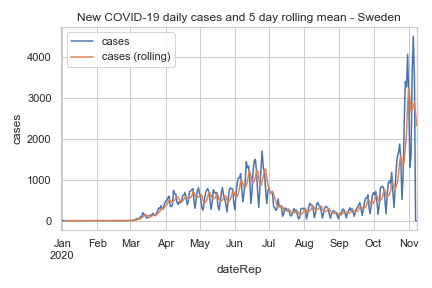 New COVID-19 daily cases and 5 day rolling mean - Sweden
cases
cases (rolling)
4000
3000
2000
1000
0
cases
Jan Feb Mar Apr May Jun Jul Aug Sep Oct Nov
2020
dateRep